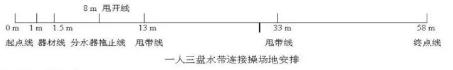 8 m 甩开线
0 m 1 m 1.5 m 13 m 33 m 58 m
起点线 器材线 分水器拖止线 甩带线 甩带线 终点线
一人三盘水带连接操场地安排